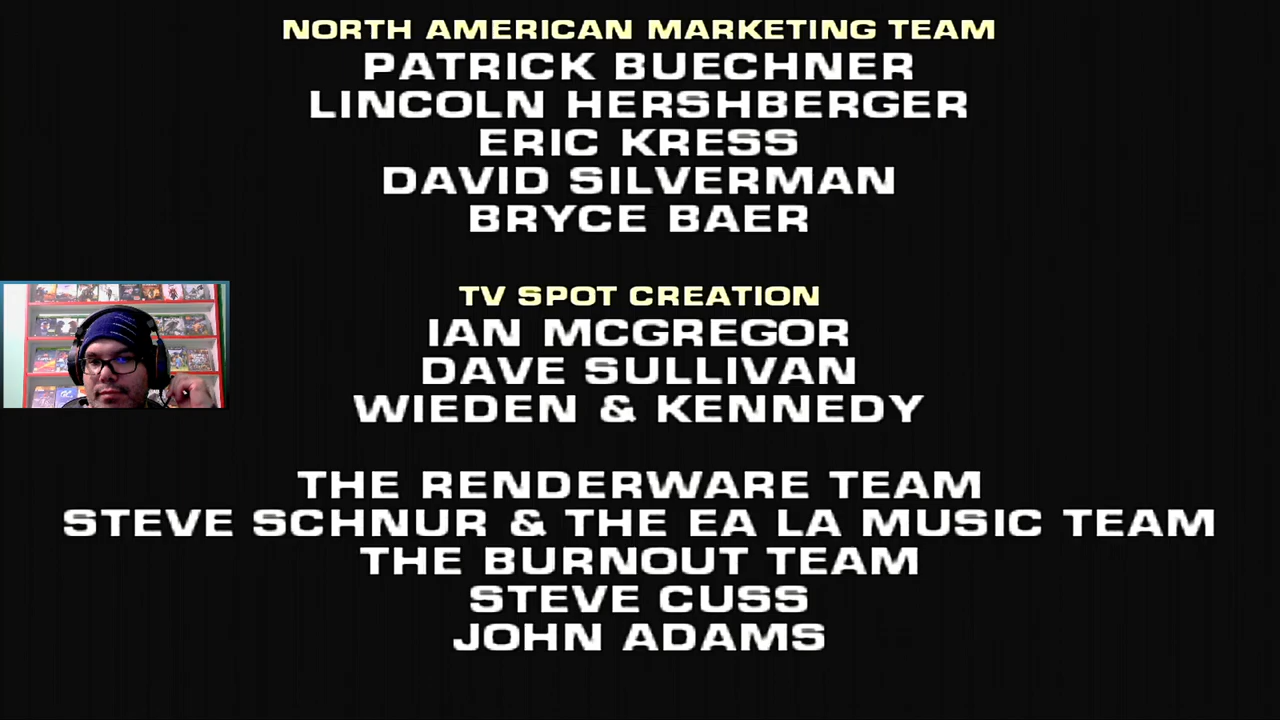 NORTH AMERICAN MARKETING TEAM
PATRICK BUECHNER
LINCOLN HERSHBERGER
ERIC KRESS
DAVID SILVERMAN
BRYCE BAER
TV SPOT CREATION
IAN MCGREGOR
DAVE SULLIVAN
WIEDEN & KENNEDY
THE RENDERWARE TEAM
STEVE SCHNUR & THE EA LA MUSIC TEAM
THE BURNOUT TEAM
STEVE CUSS
JOHN ADAMS